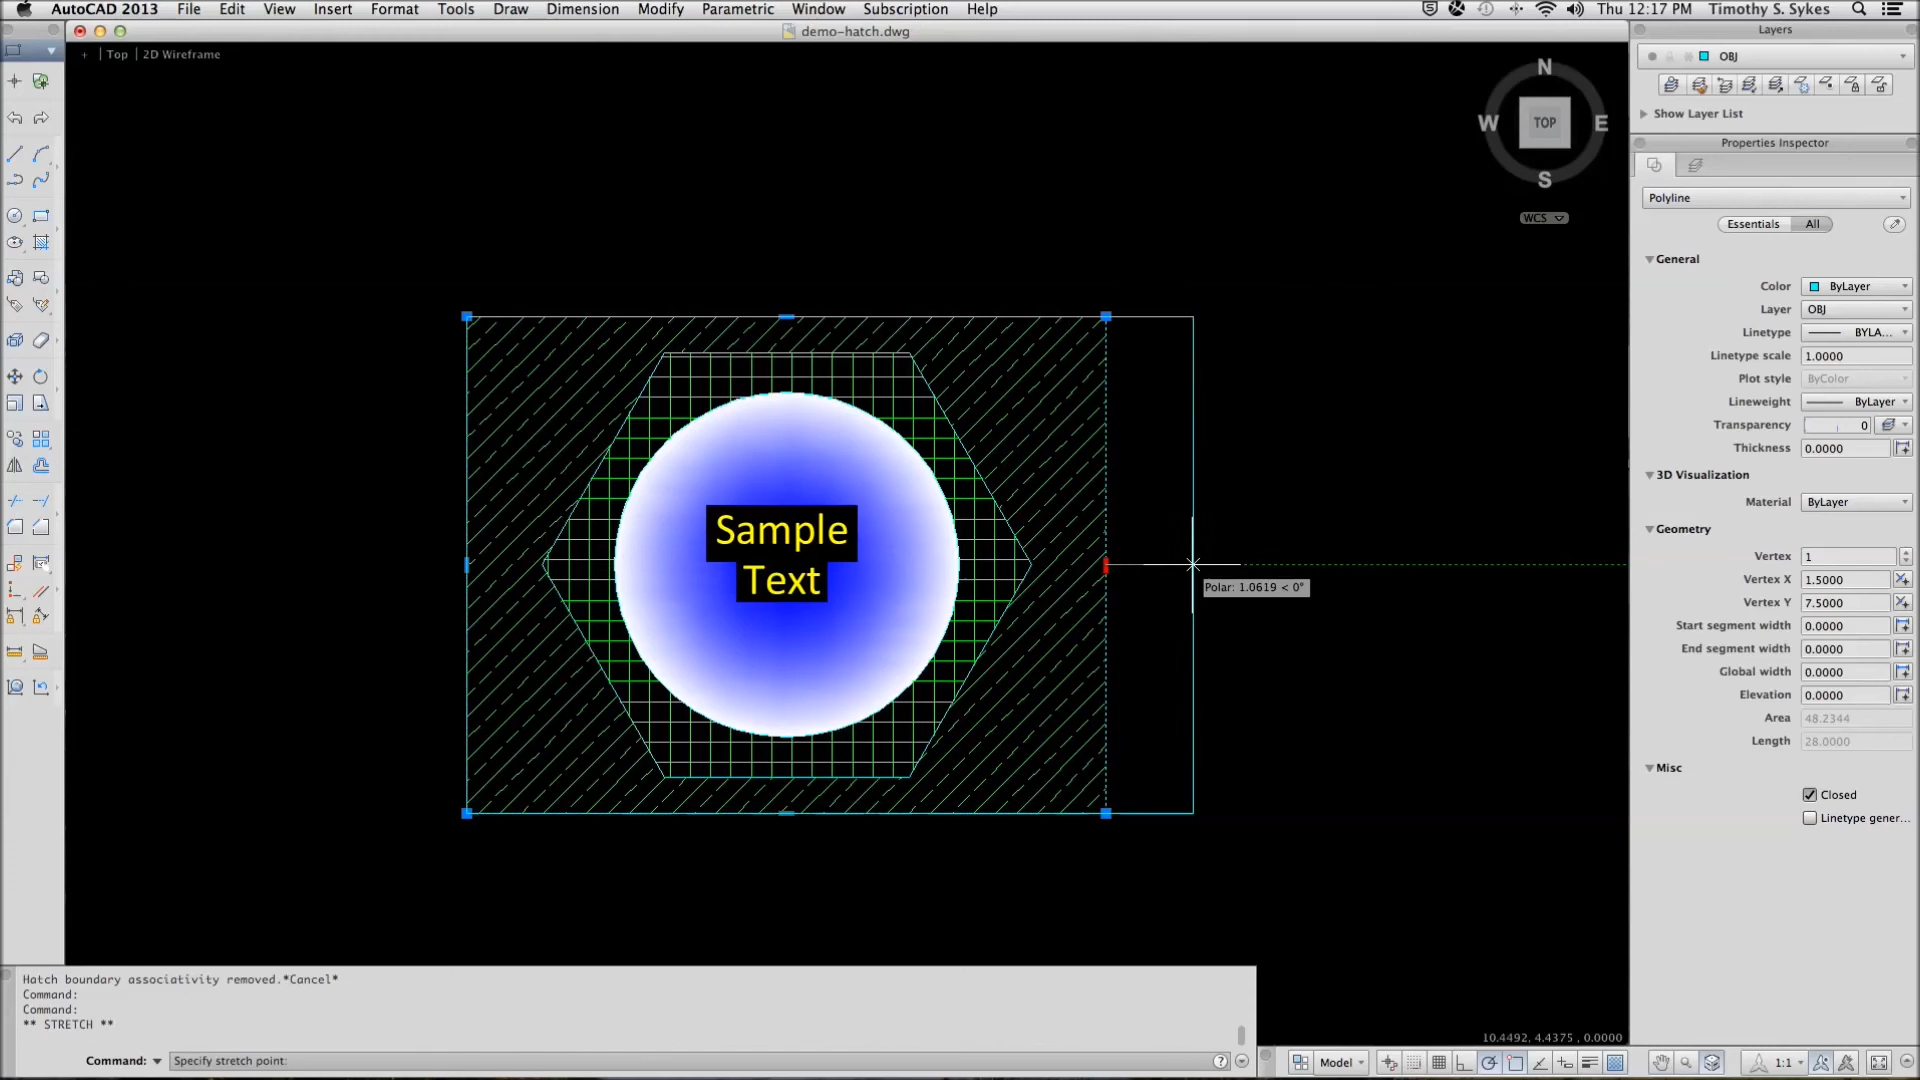 AutoCAD 2013 File Edit View Insert Format Tools Draw Dimension Modify Parametric Window Subscription Help Thu 12:17 PM Timothy S. Sykes
demo-hatch.dwg
+ | Top | 2D Wireframe
N
W TOP E
S
WCS
Sample
Text
Polar: 1.0619 < 0°
Layers
OBJ
Show Layer List
Properties Inspector
Polyline
Essentials All
General
Color ByLayer
Layer OBJ
Linetype BYLA...
Linetype scale 1.0000
Plot style ByColor
Lineweight ByLayer
Transparency 0
Thickness 0.0000
3D Visualization
Material ByLayer
Geometry
Vertex 1
Vertex X 1.5000
Vertex Y 7.5000
Start segment width 0.0000
End segment width 0.0000
Global width 0.0000
Elevation 0.0000
Area 48.2344
Length 28.0000
Misc
Closed
Linetype gener...
Hatch boundary associativity removed.*Cancel*
Command:
Command:
** STRETCH **
Command: Specify stretch point:
10.4492, 4.4375, 0.0000
Model 1:1